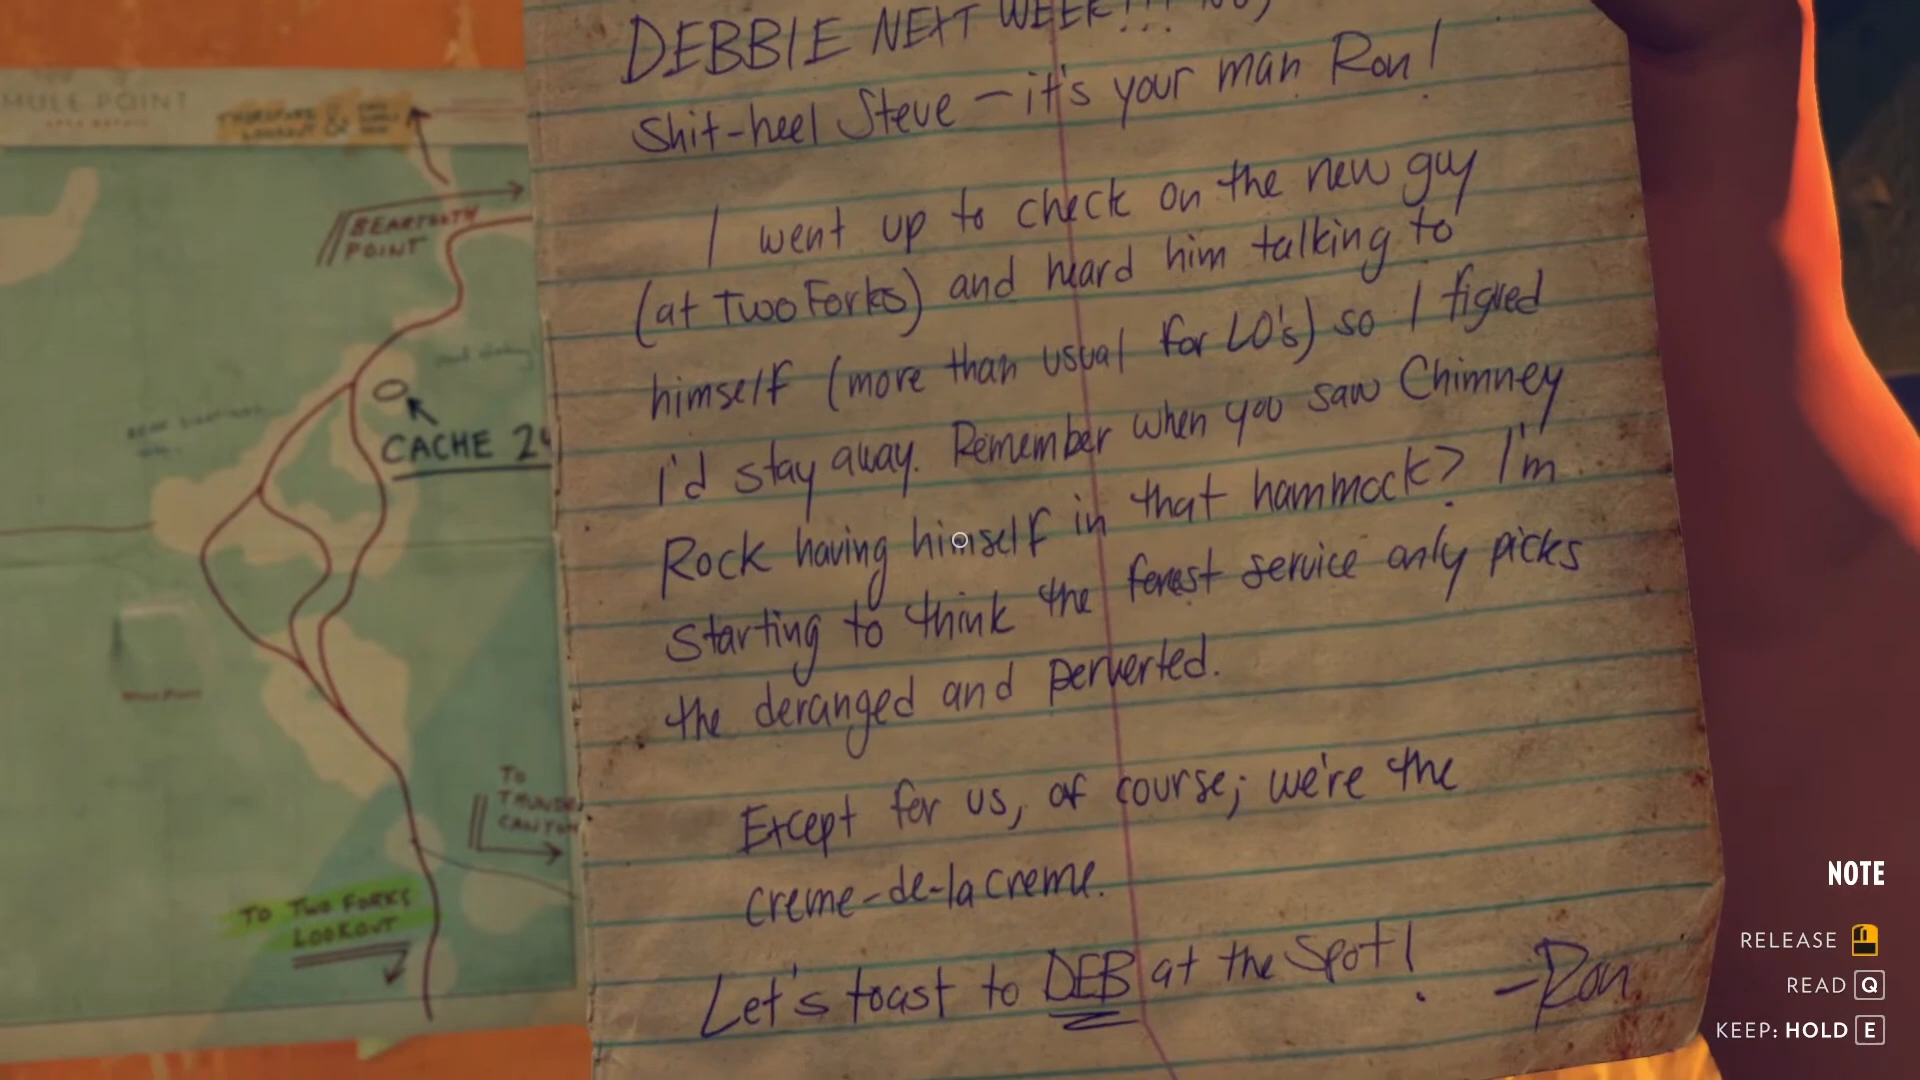 DEBBIE NEXT WEEK!!!
Shit-heel Steve - it's your man Ron!
I went up to check on the new guy
(at Two Forks) and heard him talking to
himself (more than usual for LO's) so I figred
I'd stay away. Remember when you saw Chimney
Rock having himself in that hammock? I'm
starting to think the forest service only picks
the deranged and perverted.
Except for us, of course; we're the
creme-de-la creme.
Let's toast to DEB at the Spot!
-Ron
MULE POINT
BEARTOOTH
POINT
CACHE 24
TO
CANYON
TO TWO FORKS
LOOKOUT
NOTE
RELEASE
READ Q
KEEP: HOLD E